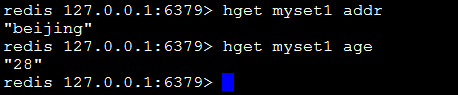 redis 127.0.0.1:6379> hget myset1 addr
"beijing"
redis 127.0.0.1:6379> hget myset1 age
"28"
redis 127.0.0.1:6379>